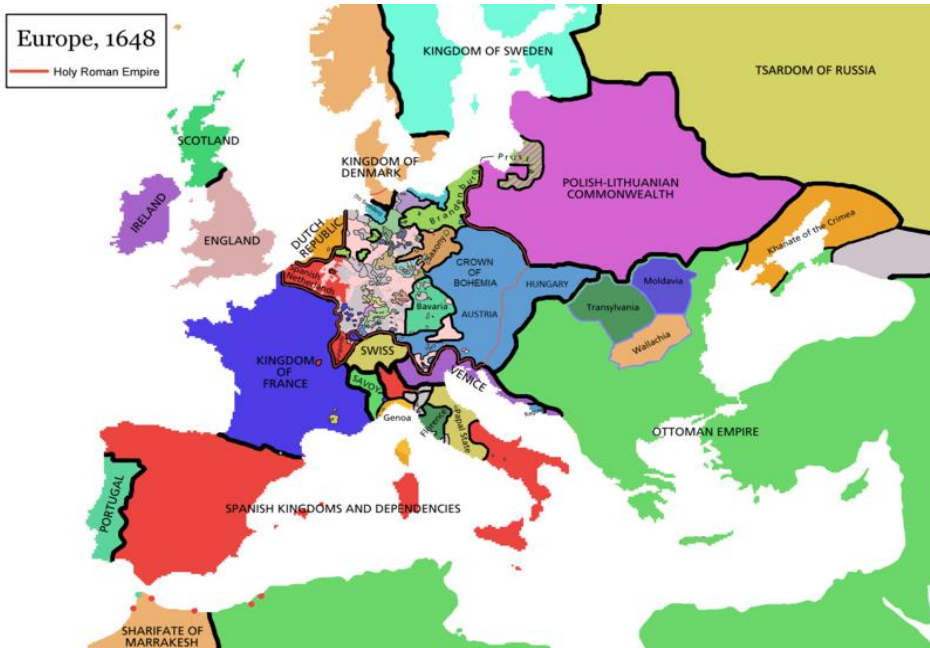 Europe, 1648
Holy Roman Empire
KINGDOM OF SWEDEN
TSARDOM OF RUSSIA
SCOTLAND
KINGDOM OF
DENMARK
POLISH-LITHUANIAN
COMMONWEALTH
IRELAND
ENGLAND
DUTCH
REPUBLIC
Brandenburg
Saxony
Khanate of the Crimea
Spanish
Netherlands
CROWN
OF
BOHEMIA
HUNGARY
Moldavia
Bavaria
AUSTRIA
Transylvania
Wallachia
KINGDOM
OF
FRANCE
SWISS
SAVOY
VENICE
Genoa
Florence
Papal State
OTTOMAN EMPIRE
PORTUGAL
SPANISH KINGDOMS AND DEPENDENCIES
SHARIFATE OF
MARRAKESH